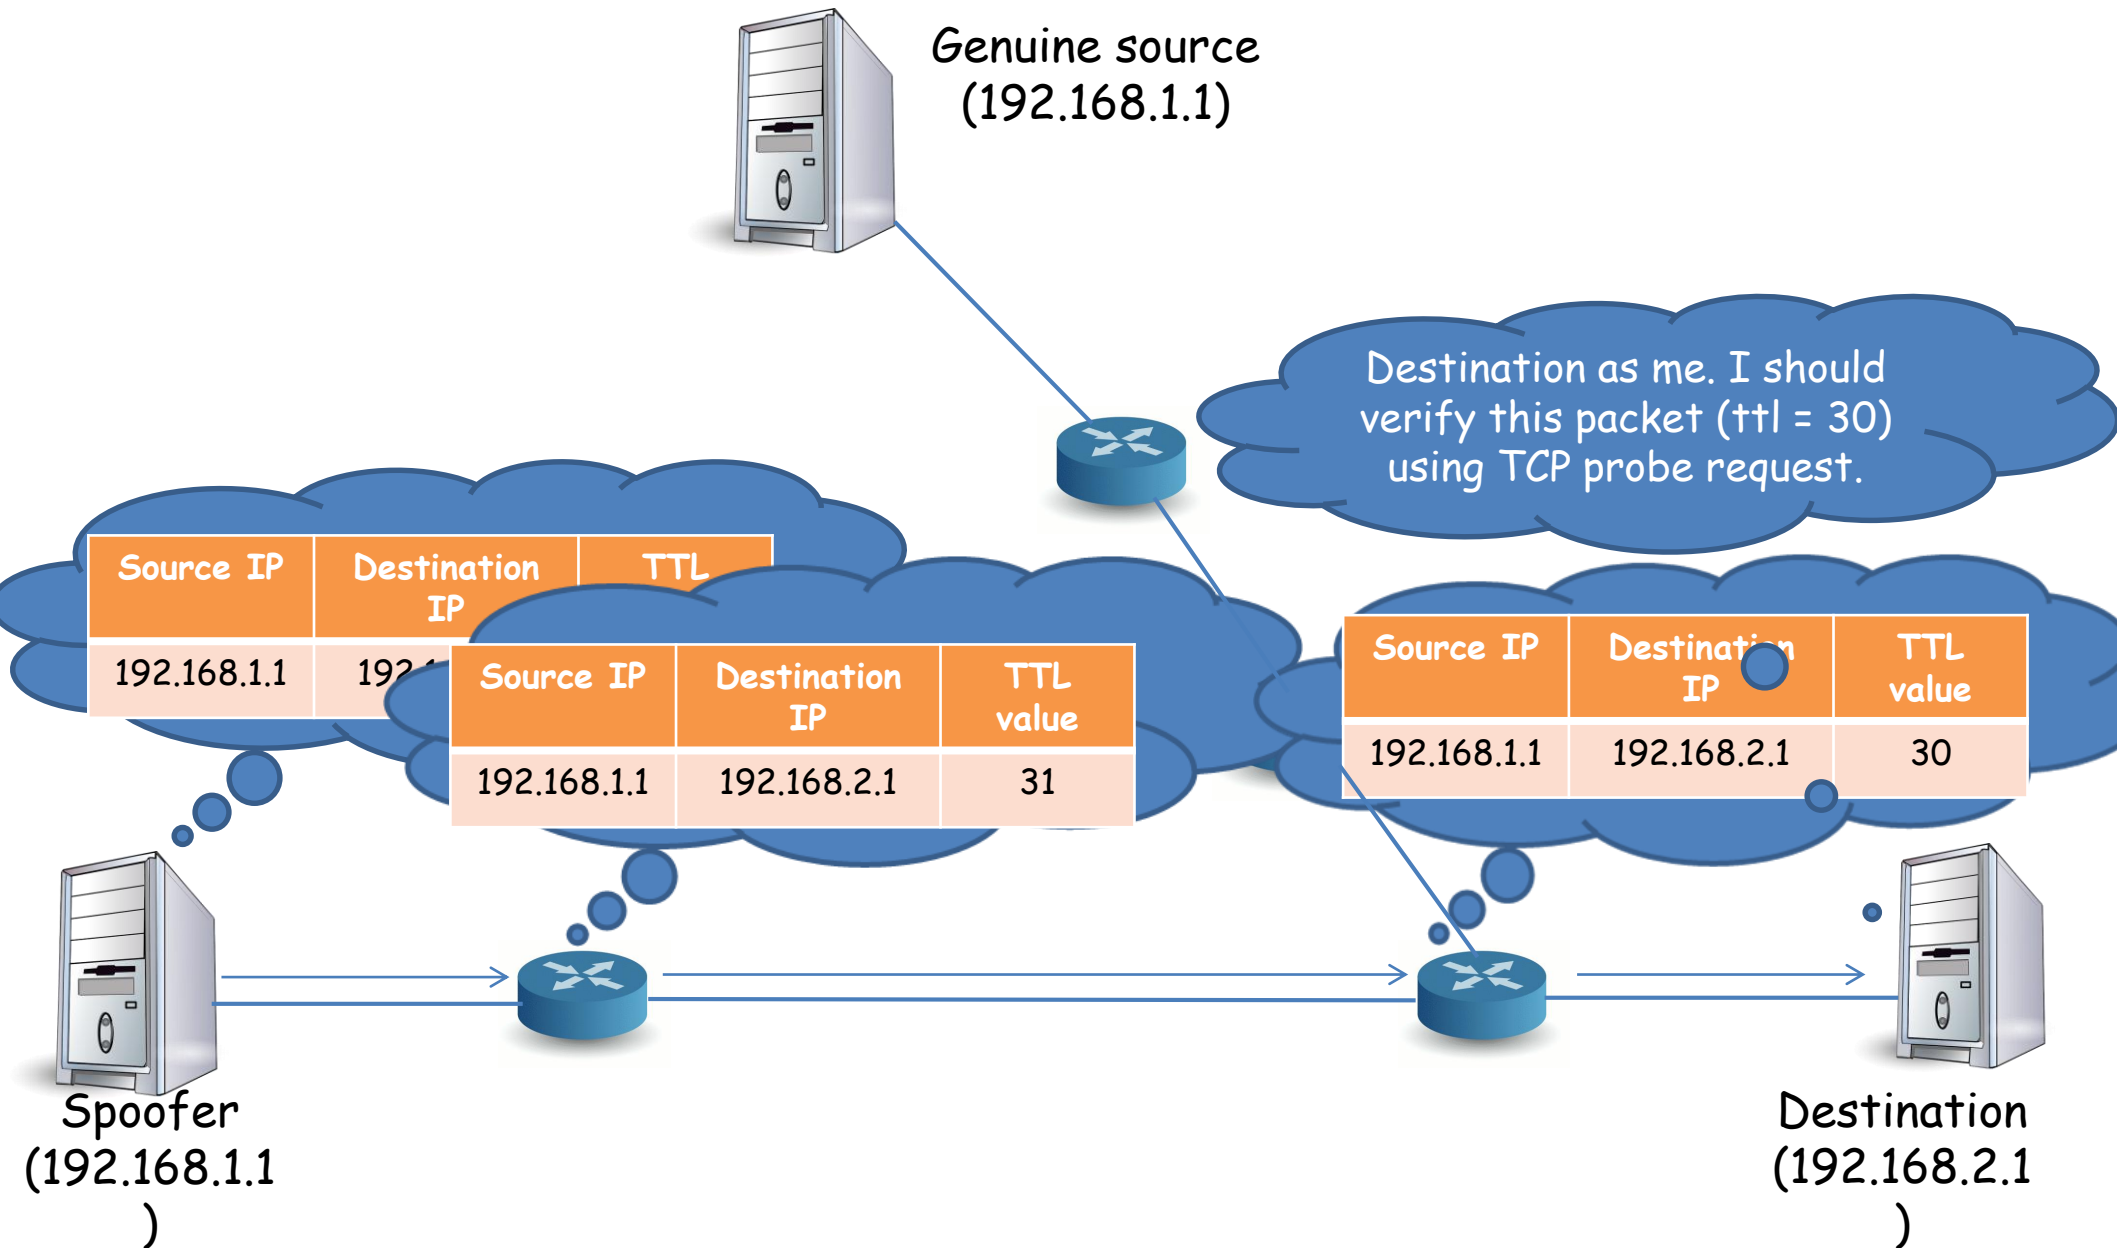 Genuine source
(192.168.1.1)
Destination as me. I should
verify this packet (ttl = 30)
using TCP probe request.
Source IP
Destination
IP
TTL
192.168.1.1
Source IP
Destination
IP
TTL
value
192.168.1.1
192.168.2.1
31
Source IP
Destination
IP
TTL
value
192.168.1.1
192.168.2.1
30
Spoofer
(192.168.1.1
)
Destination
(192.168.2.1
)